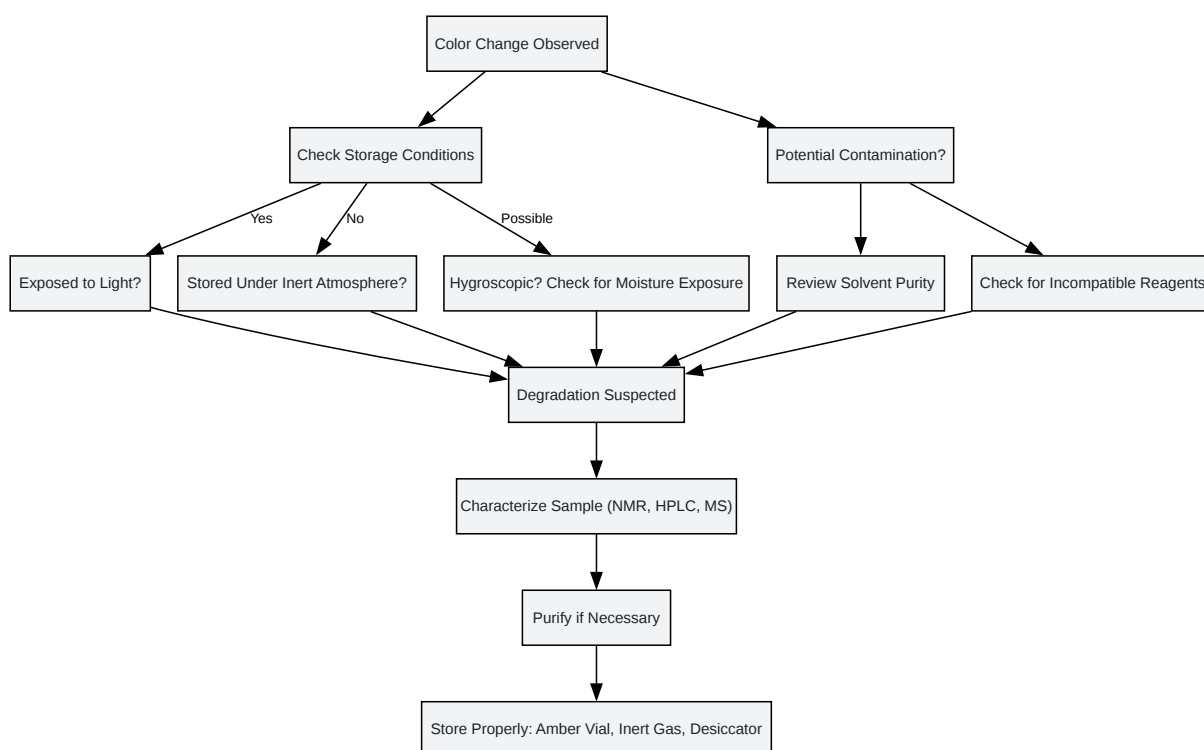 Color Change Observed
Check Storage Conditions
Potential Contamination?
Yes
No
Possible
Exposed to Light?
Stored Under Inert Atmosphere?
Hygroscopic? Check for Moisture Exposure
Review Solvent Purity
Check for Incompatible Reagents
Degradation Suspected
Characterize Sample (NMR, HPLC, MS)
Purify if Necessary
Store Properly: Amber Vial, Inert Gas, Desiccator